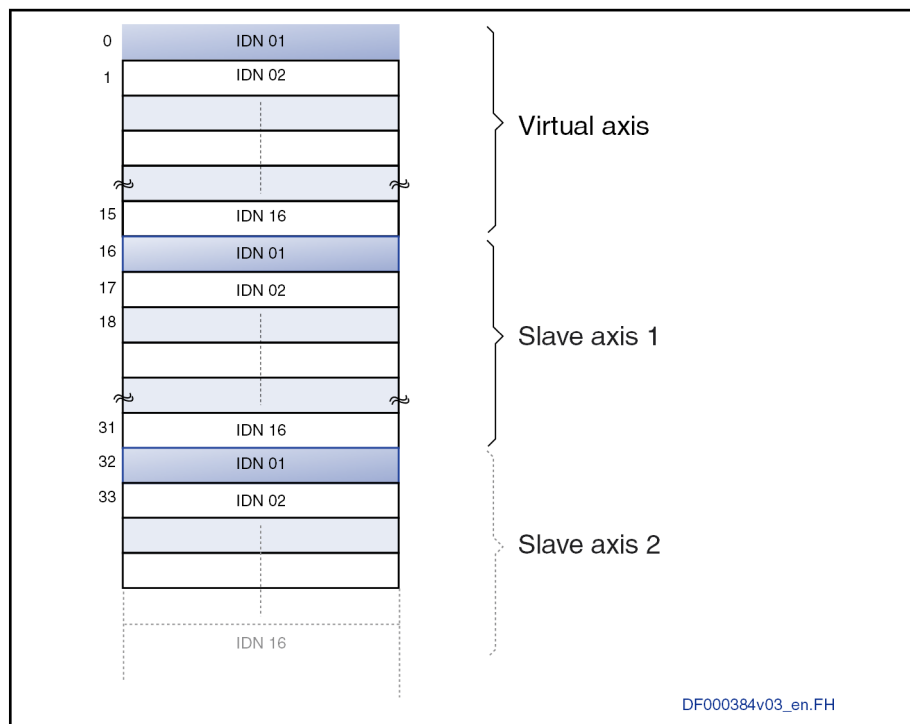 0 IDN 01
1 IDN 02
Virtual axis
15 IDN 16
16 IDN 01
17 IDN 02
18
Slave axis 1
31 IDN 16
32 IDN 01
33 IDN 02
Slave axis 2
IDN 16
DF000384v03_en.FH